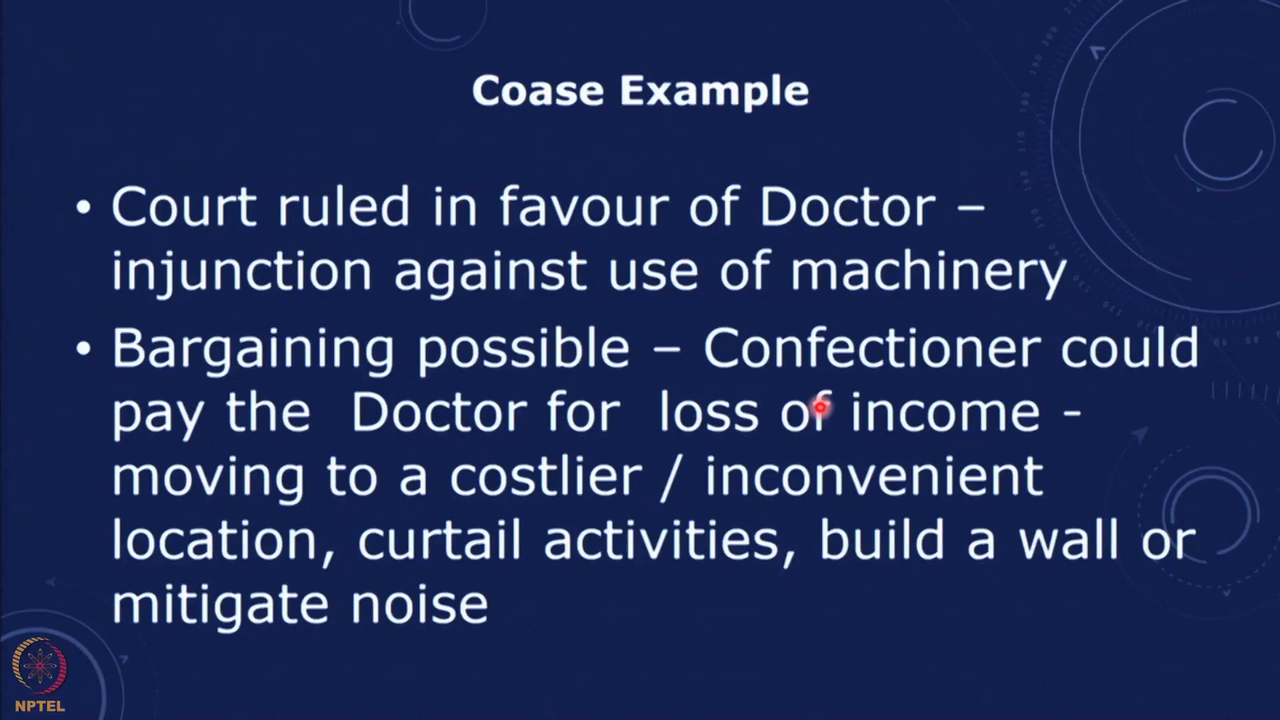 Coase Example
• Court ruled in favour of Doctor –
injunction against use of machinery
• Bargaining possible – Confectioner could
pay the Doctor for loss of income -
moving to a costlier / inconvenient
location, curtail activities, build a wall or
mitigate noise
NPTEL